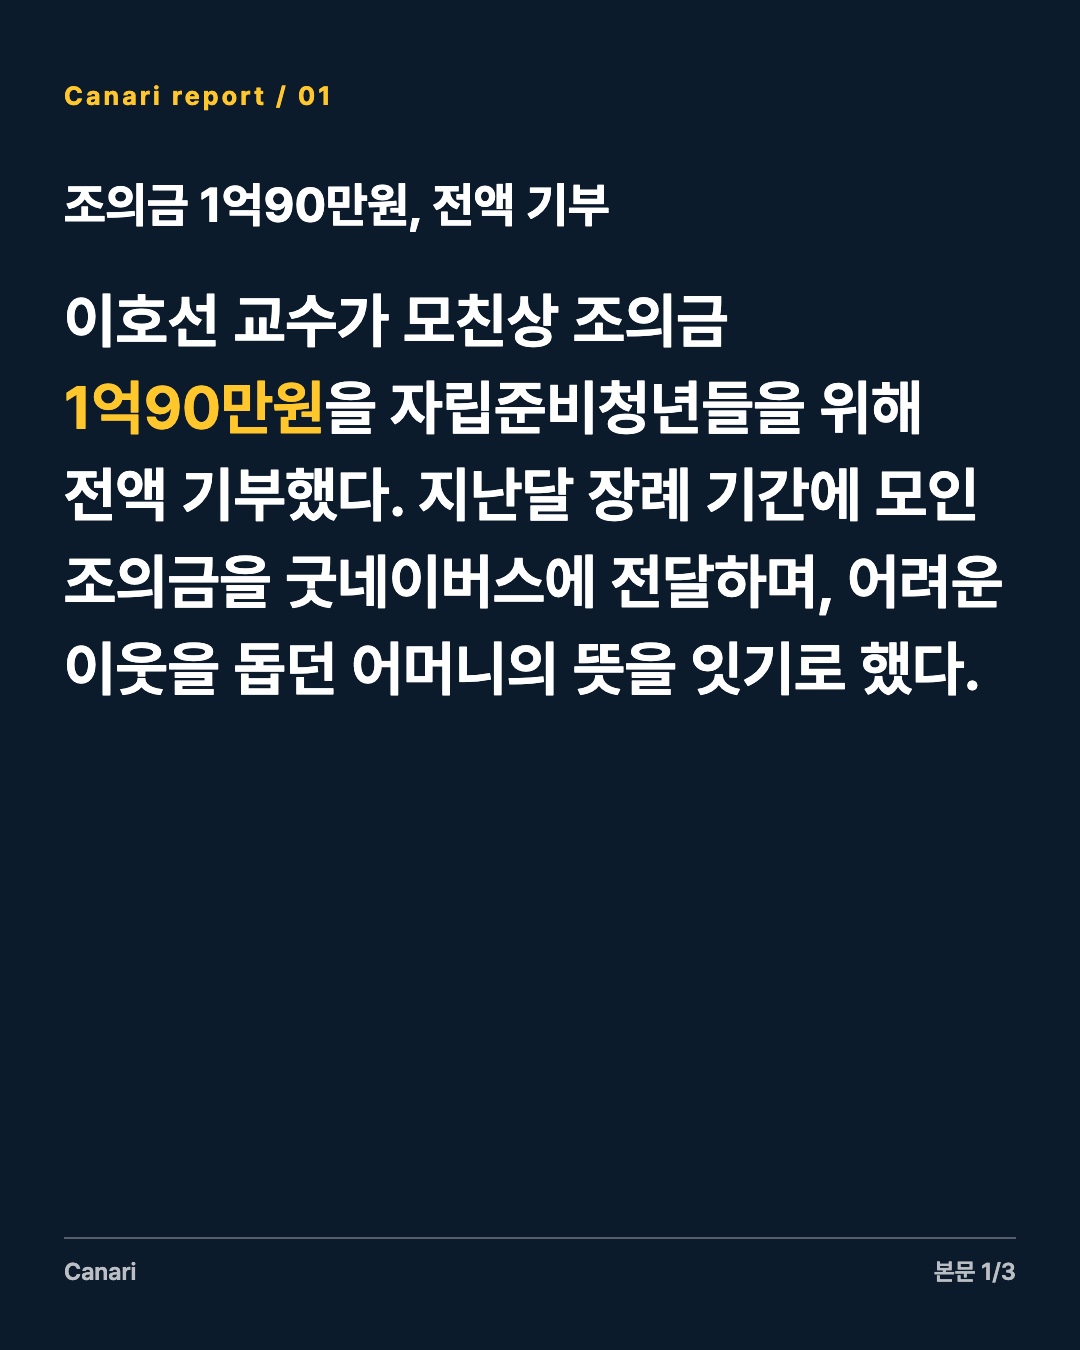 Canari report / 01
조의금 1억90만원, 전액 기부
이호선 교수가 모친상 조의금
1억90만원을 자립준비청년들을 위해
전액 기부했다. 지난달 장례 기간에 모인
조의금을 굿네이버스에 전달하며, 어려운
이웃을 돕던 어머니의 뜻을 잇기로 했다.
Canari
본문 1/3